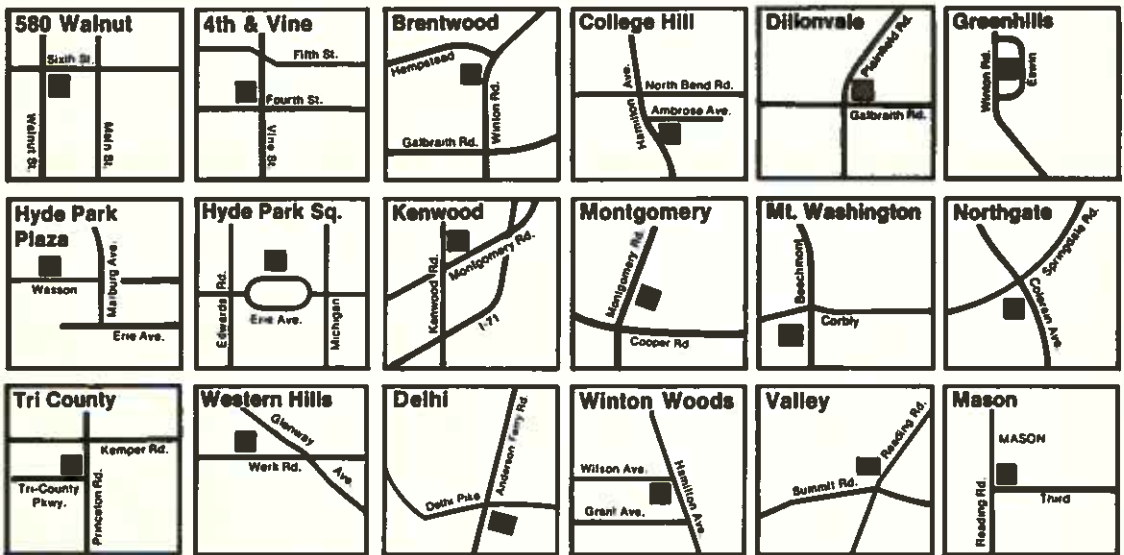 580 Walnut
Sixth St.
Walnut St.
Main St.
4th & Vine
Fifth St.
Fourth St.
Vine St.
Brentwood
Hempstead
Winton Rd.
Galbraith Rd.
College Hill
Hamilton Ave.
North Bend Rd.
Ambrose Ave.
Dillonvale
Plainfield Rd.
Galbraith Rd.
Greenhills
Winton Rd.
Eswin
Hyde Park
Plaza
Marburg Ave.
Wasson
Erie Ave.
Hyde Park Sq.
Edwards Rd.
Erie Ave.
Michigan
Kenwood
Kenwood Rd.
Montgomery Rd.
I-71
Montgomery
Montgomery Rd.
Cooper Rd
Mt. Washington
Beechmont
Corbly
Northgate
Springdale Rd.
Colerain Ave.
Tri County
Kemper Rd.
Tri-County
Pkwy.
Princeton Rd.
Western Hills
Glenway Ave.
Werk Rd.
Delhi
Anderson Ferry Rd.
Delhi Pike
Winton Woods
Wilson Ave.
Hamilton Ave.
Grant Ave.
Valley
Reading Rd.
Summit Rd.
Mason
MASON
Reading Rd.
Third